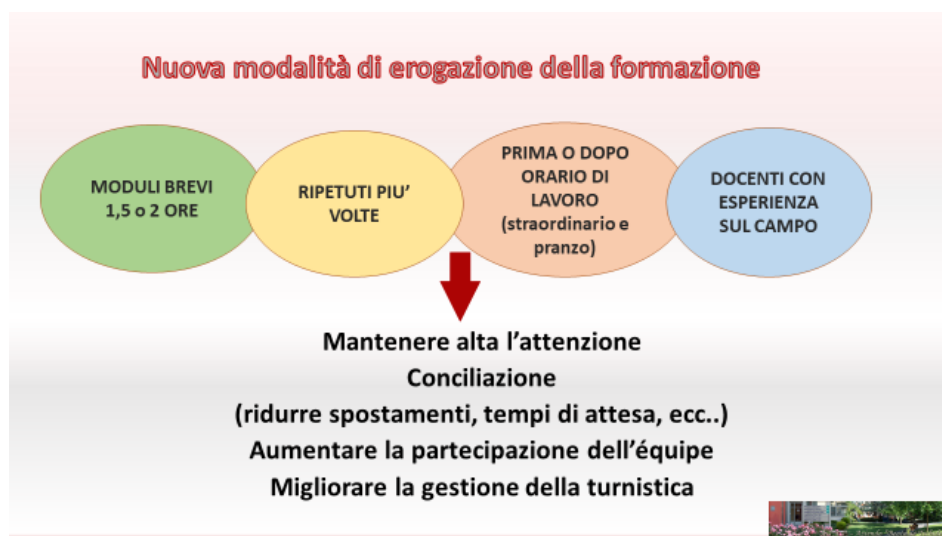 Nuova modalità di erogazione della formazione
MODULI BREVI
1,5 o 2 ORE
RIPETUTI PIU’
VOLTE
PRIMA O DOPO
ORARIO DI
LAVORO
(straordinario e
pranzo)
DOCENTI CON
ESPERIENZA
SUL CAMPO
Mantenere alta l’attenzione
Conciliazione
(ridurre spostamenti, tempi di attesa, ecc..)
Aumentare la partecipazione dell’équipe
Migliorare la gestione della turnistica